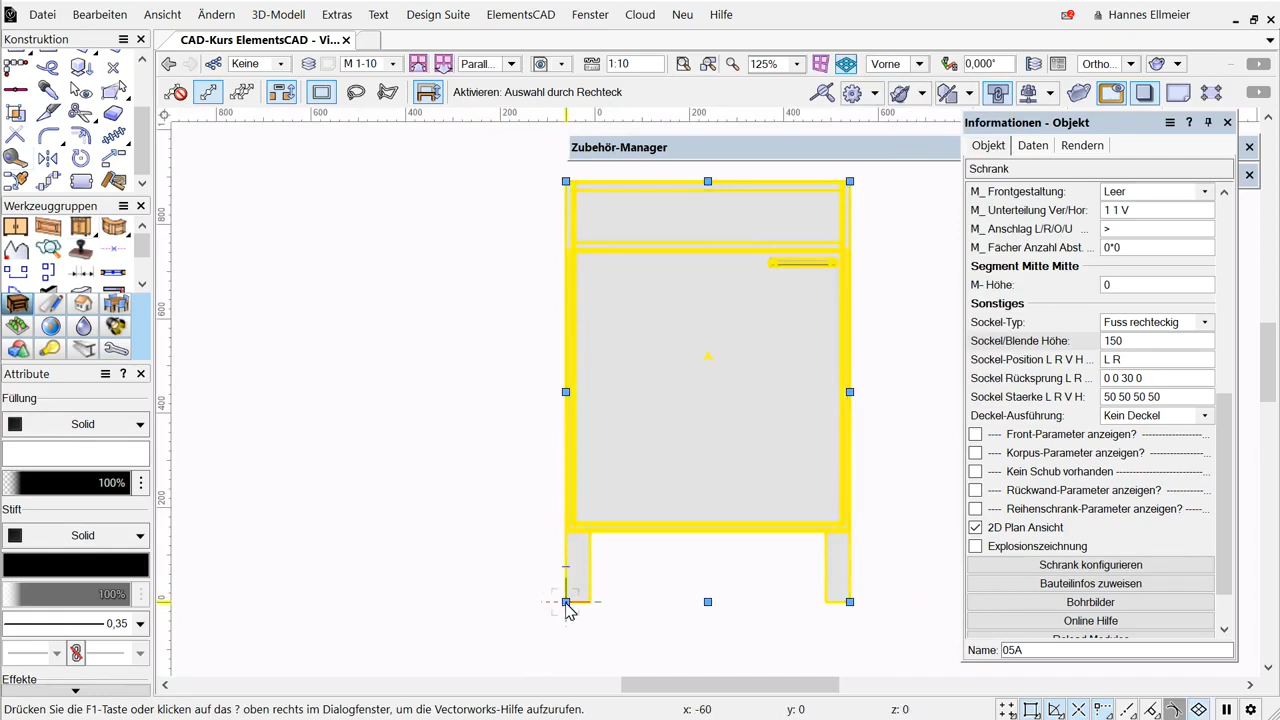 Datei Bearbeiten Ansicht Ändern 3D-Modell Extras Text Design Suite ElementsCAD Fenster Cloud Neu Hilfe Hannes Ellmeier
Konstruktion
CAD-Kurs ElementsCAD - Vi...
Keine M 1-10 Parall... 1:10 125% Vorne 0,000° Ortho...
Aktivieren: Auswahl durch Rechteck
800 600 400 200 0 200 400 600
Informationen - Objekt
Objekt Daten Rendern
Zubehör-Manager
Schrank
M_ Frontgestaltung: Leer
M_ Unterteilung Ver/Hor: 1 1 V
M_ Anschlag L/R/O/U ... >
M_ Fächer Anzahl Abst... 0*0
Segment Mitte Mitte
M- Höhe: 0
Sonstiges
Sockel-Typ: Fuss rechteckig
Sockel/Blende Höhe: 150
Sockel-Position L R V H ... L R
Sockel Rücksprung L R ... 0 0 30 0
Sockel Staerke L R V H: 50 50 50 50
Deckel-Ausführung: Kein Deckel
---- Front-Parameter anzeigen? ------------------...
---- Korpus-Parameter anzeigen? ----------------...
---- Kein Schub vorhanden ------------------------...
---- Rückwand-Parameter anzeigen? -------------...
---- Reihenschrank-Parameter anzeigen? -----...
2D Plan Ansicht
Explosionszeichnung
Schrank konfigurieren
Bauteilinfos zuweisen
Bohrbilder
Online Hilfe
Reload Modules
Name: 05A
Werkzeuggruppen
Attribute
Füllung
Solid
100%
Stift
Solid
100%
0,35
Effekte
800
600
400
200
0
Drücken Sie die F1-Taste oder klicken auf das ? oben rechts im Dialogfenster, um die Vectorworks-Hilfe aufzurufen. x: -60 y: 0 z: 0